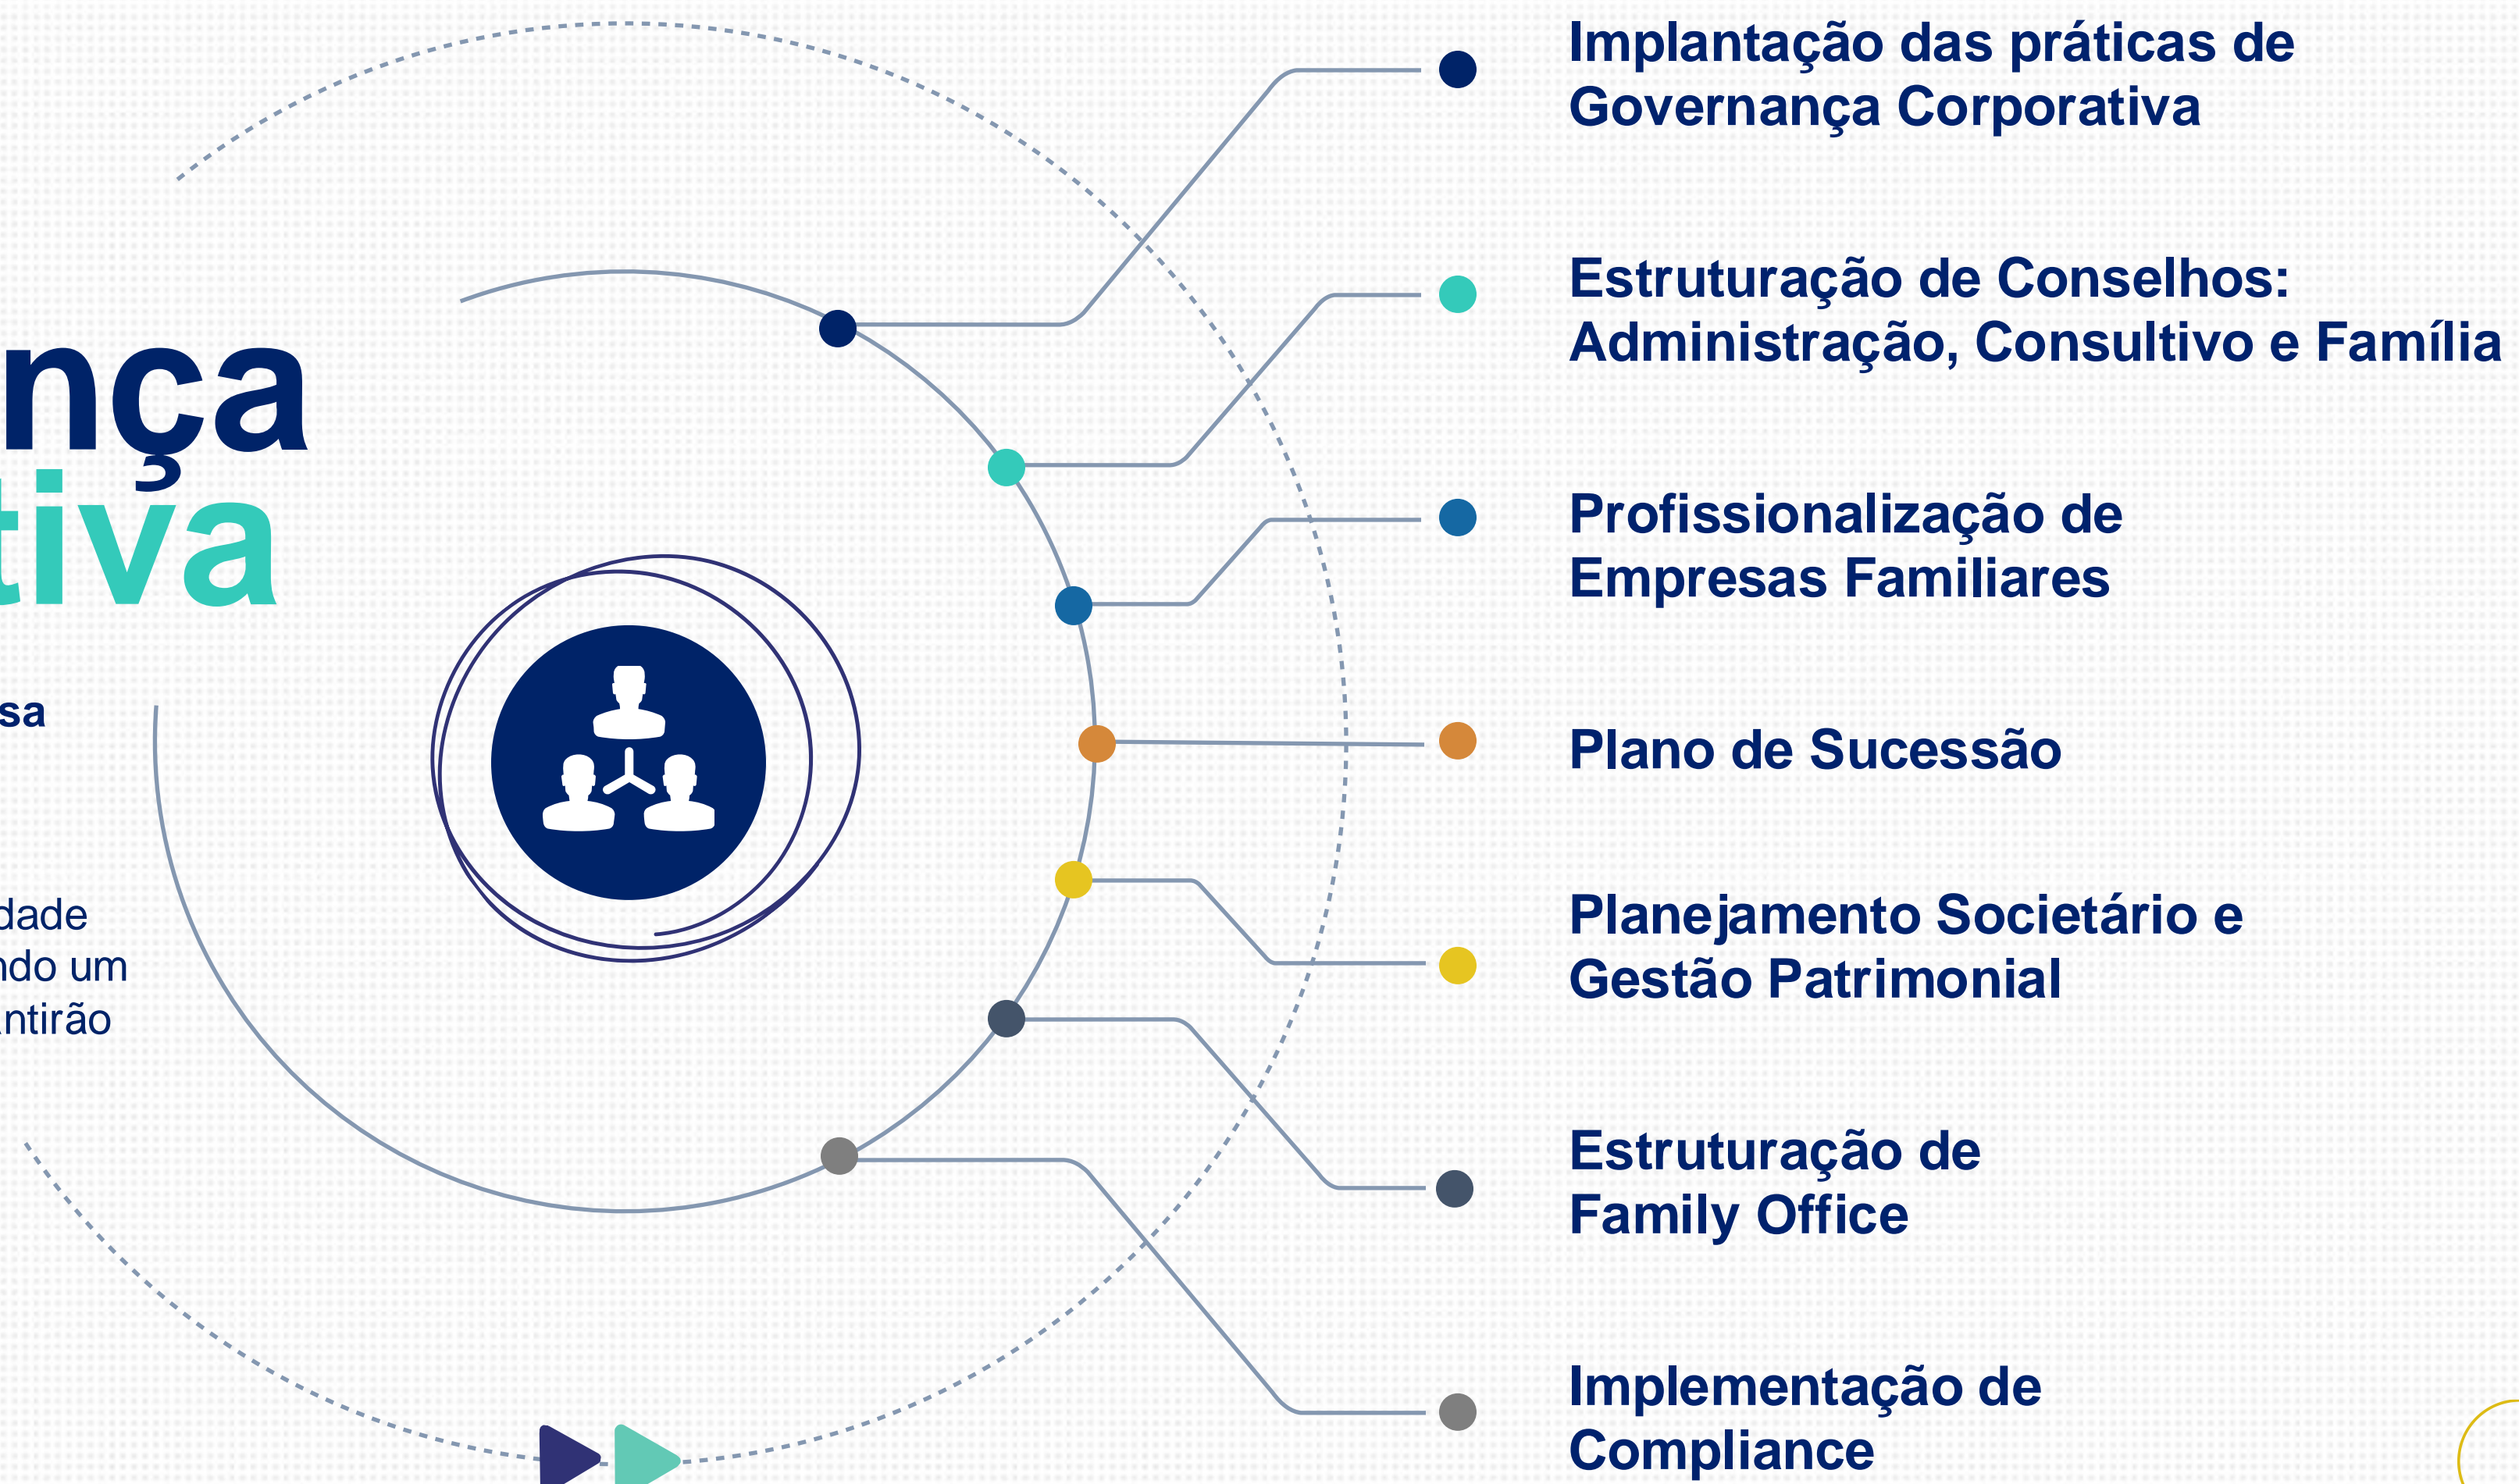 nça
tiva
sa
dade
ndo um
ntirão
Implantação das práticas de
Governança Corporativa
Estruturação de Conselhos:
Administração, Consultivo e Família
Profissionalização de
Empresas Familiares
Plano de Sucessão
Planejamento Societário e
Gestão Patrimonial
Estruturação de
Family Office
Implementação de
Compliance